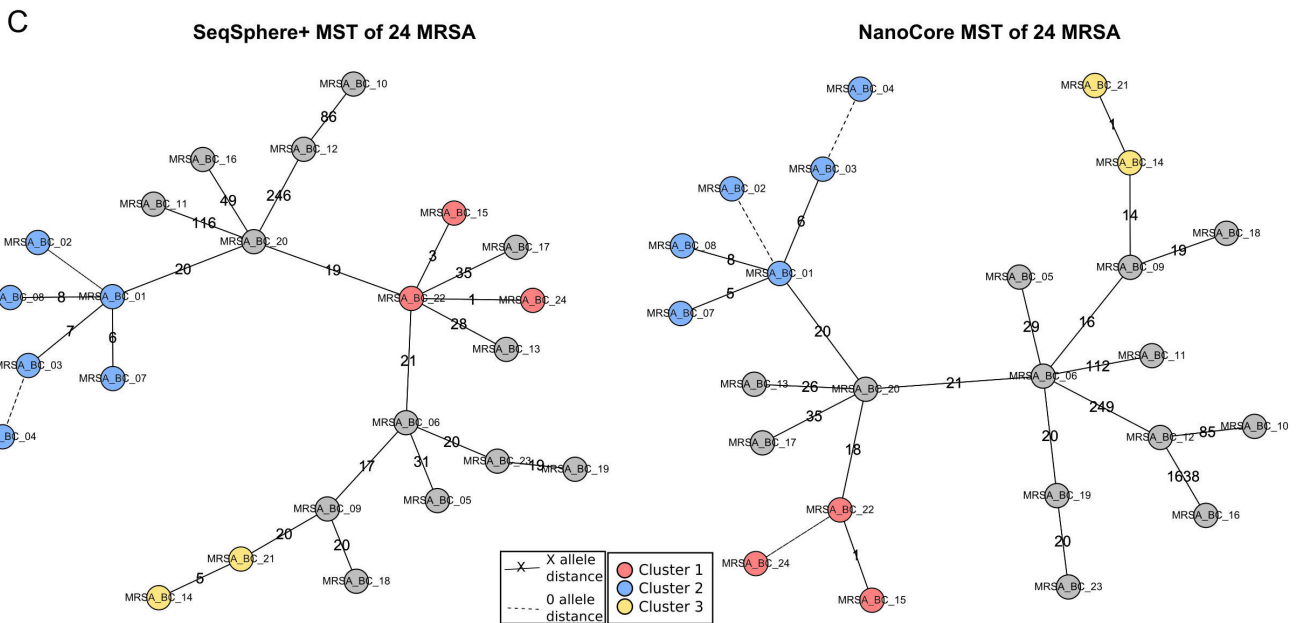 C
SeqSphere+ MST of 24 MRSA
MRSA_BC_10
86
MRSA_BC_12
MRSA_BC_16
49
246
MRSA_BC_11
116
MRSA_BC_20
MRSA_BC_15
3
MRSA_BC_17
35
MRSA_BC_02
20
19
MRSA_BC_08
8
MRSA_BC_01
MRSA_BC_22
1
MRSA_BC_24
28
MRSA_BC_13
7
6
MRSA_BC_03
MRSA_BC_07
21
_BC_04
MRSA_BC_06
20
MRSA_BC_23
19
MRSA_BC_19
17
31
MRSA_BC_05
MRSA_BC_09
20
20
MRSA_BC_21
5
MRSA_BC_18
MRSA_BC_14
X
X allele
distance
0 allele
distance
Cluster 1
Cluster 2
Cluster 3
NanoCore MST of 24 MRSA
MRSA_BC_04
MRSA_BC_21
1
MRSA_BC_03
MRSA_BC_14
MRSA_BC_02
6
14
MRSA_BC_08
8
MRSA_BC_01
MRSA_BC_18
19
MRSA_BC_09
MRSA_BC_05
5
MRSA_BC_07
20
29
16
MRSA_BC_11
112
MRSA_BC_06
MRSA_BC_13
26
MRSA_BC_20
21
35
MRSA_BC_17
249
MRSA_BC_10
85
MRSA_BC_12
18
20
1638
MRSA_BC_19
MRSA_BC_16
MRSA_BC_22
20
MRSA_BC_24
1
MRSA_BC_23
MRSA_BC_15